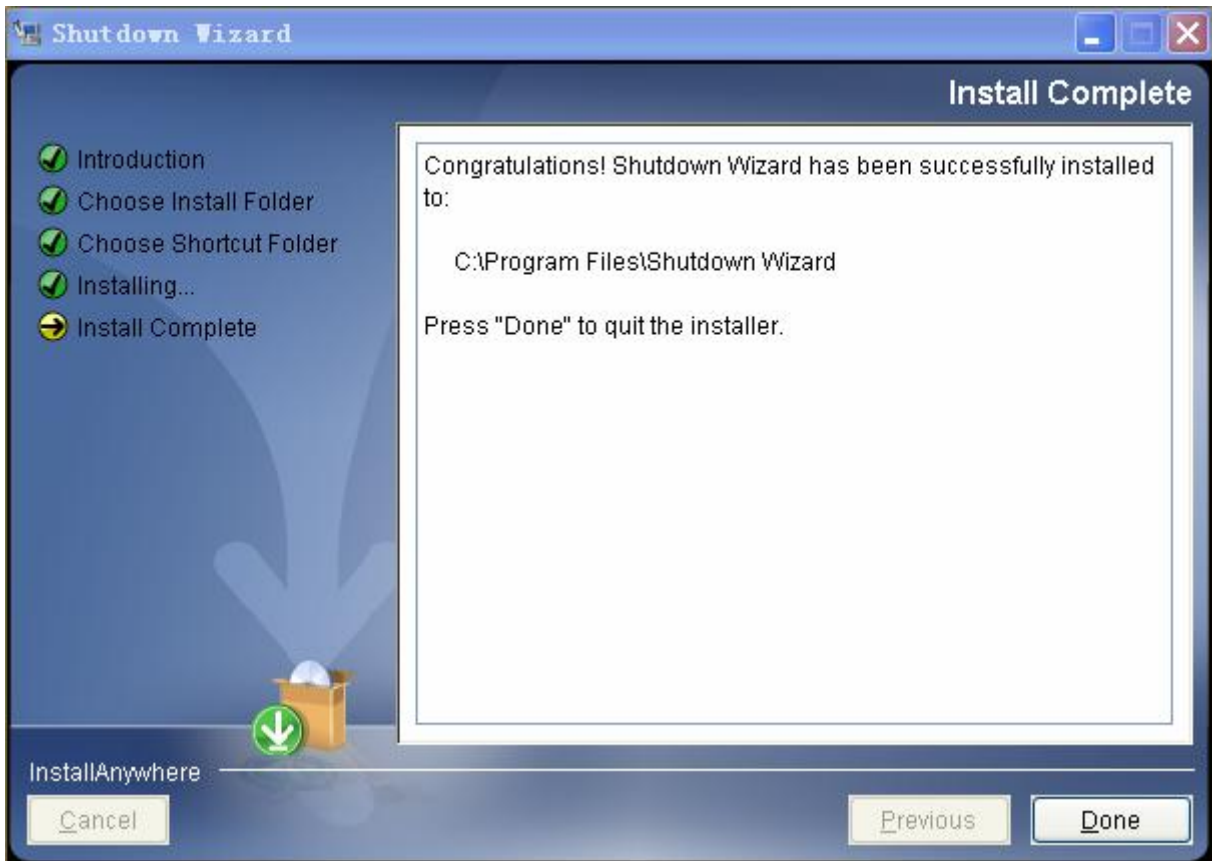 Shutdown Wizard
Install Complete
Introduction
Choose Install Folder
Choose Shortcut Folder
Installing...
Install Complete
Congratulations! Shutdown Wizard has been successfully installed
to:
C:\Program Files\Shutdown Wizard
Press "Done" to quit the installer.
InstallAnywhere
Cancel
Previous
Done